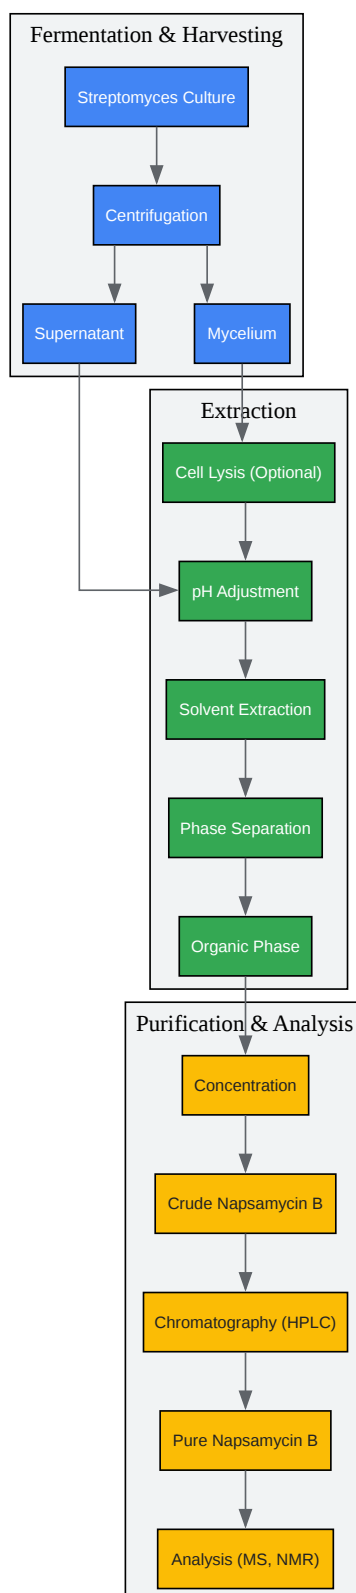 Fermentation & Harvesting
Streptomyces Culture
Centrifugation
Supernatant
Mycelium
Extraction
Cell Lysis (Optional)
pH Adjustment
Solvent Extraction
Phase Separation
Organic Phase
Purification & Analysis
Concentration
Crude Napsamycin B
Chromatography (HPLC)
Pure Napsamycin B
Analysis (MS, NMR)